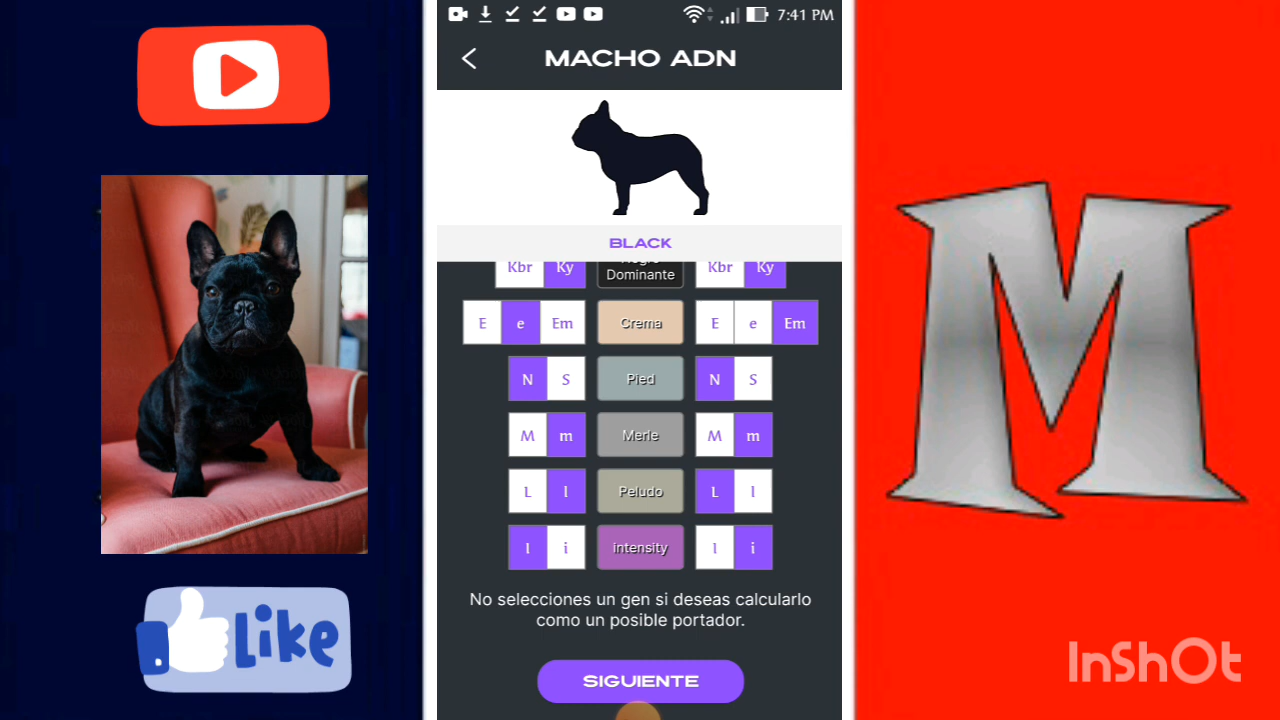 7:41 PM
MACHO ADN
BLACK
Kbr Ky Negro Dominante Kbr Ky
E e Em Crema E e Em
N S Pied N S
M m Merle M m
L l Peludo L l
I i intensity I i
No selecciones un gen si deseas calcularlo
como un posible portador.
SIGUIENTE
Like
M
InShOt